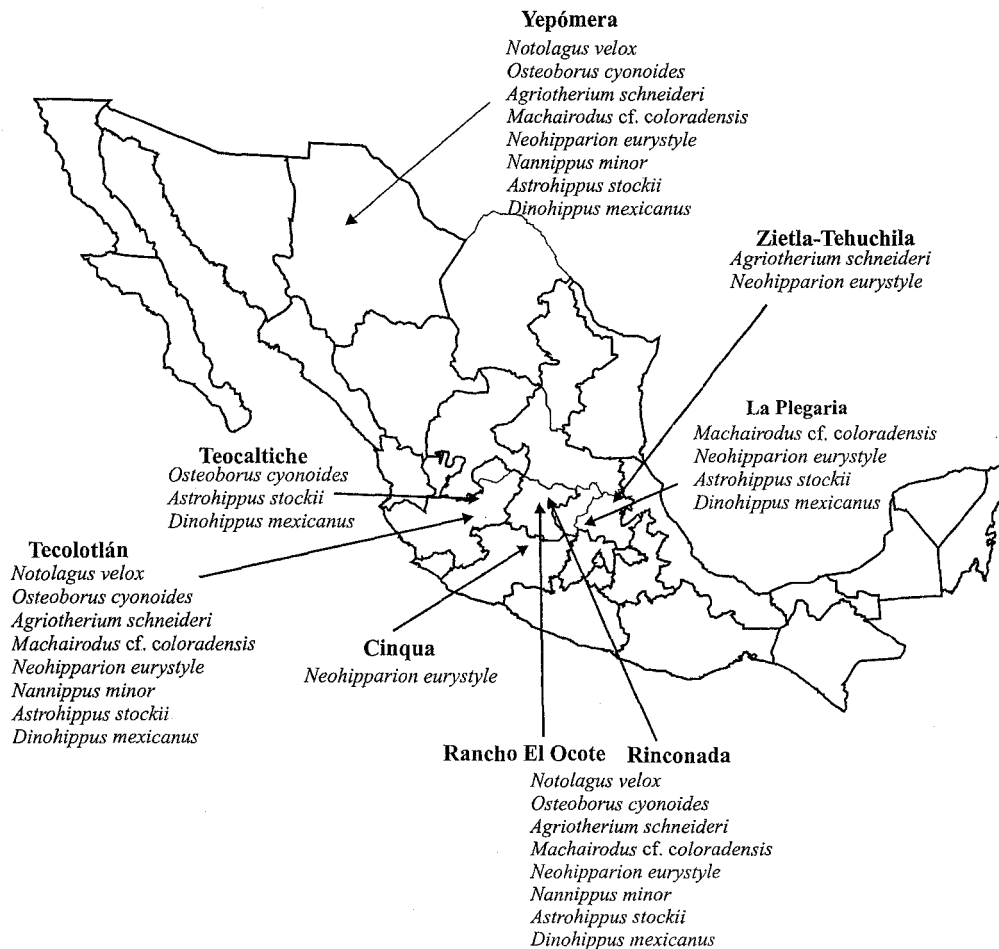 Yepómera
Notolagus velox
Osteoborus cyonoides
Agriotherium schneideri
Machairodus cf. coloradensis
Neohipparion eurystyle
Nannippus minor
Astrohippus stockii
Dinohippus mexicanus
Zietla-Tehuchila
Agriotherium schneideri
Neohipparion eurystyle
La Plegaria
Machairodus cf. coloradensis
Neohipparion eurystyle
Astrohippus stockii
Dinohippus mexicanus
Teocaltiche
Osteoborus cyonoides
Astrohippus stockii
Dinohippus mexicanus
Tecolotlán
Notolagus velox
Osteoborus cyonoides
Agriotherium schneideri
Machairodus cf. coloradensis
Neohipparion eurystyle
Nannippus minor
Astrohippus stockii
Dinohippus mexicanus
Cinqua
Neohipparion eurystyle
Rancho El Ocote Rinconada
Notolagus velox
Osteoborus cyonoides
Agriotherium schneideri
Machairodus cf. coloradensis
Neohipparion eurystyle
Nannippus minor
Astrohippus stockii
Dinohippus mexicanus